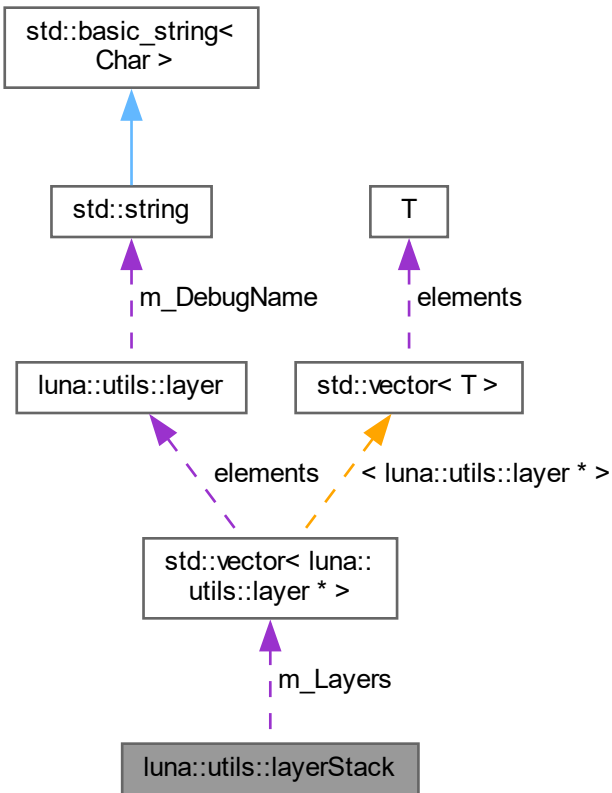 std::basic_string<
Char >
std::string
T
m_DebugName
elements
luna::utils::layer
std::vector< T >
elements
< luna::utils::layer * >
std::vector< luna::
utils::layer * >
m_Layers
luna::utils::layerStack